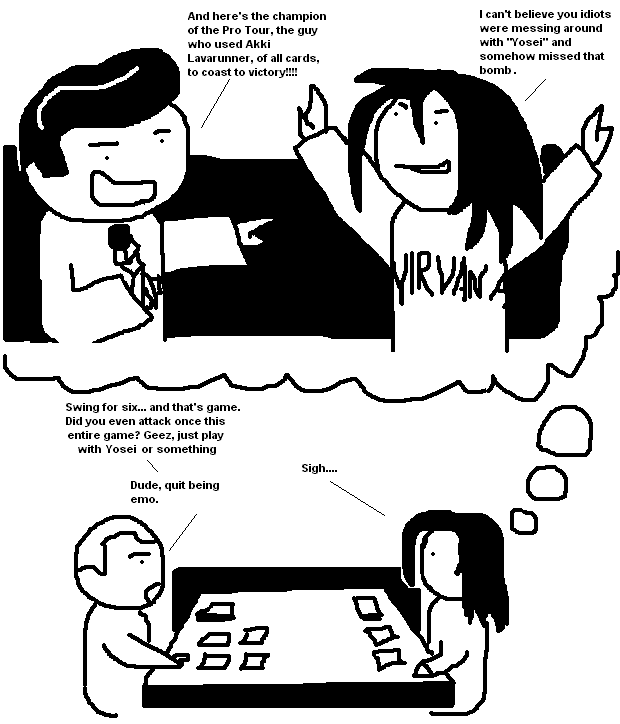 And here's the champion
of the Pro Tour, the guy
who used Akki
Lavarunner, of all cards,
to coast to victory!!!!
I can't believe you idiots
were messing around
with "Yosei" and
somehow missed that
bomb.
NIRVANA
Swing for six... and that's game.
Did you even attack once this
entire game? Geez, just play
with Yosei or something
Dude, quit being
emo.
Sigh....